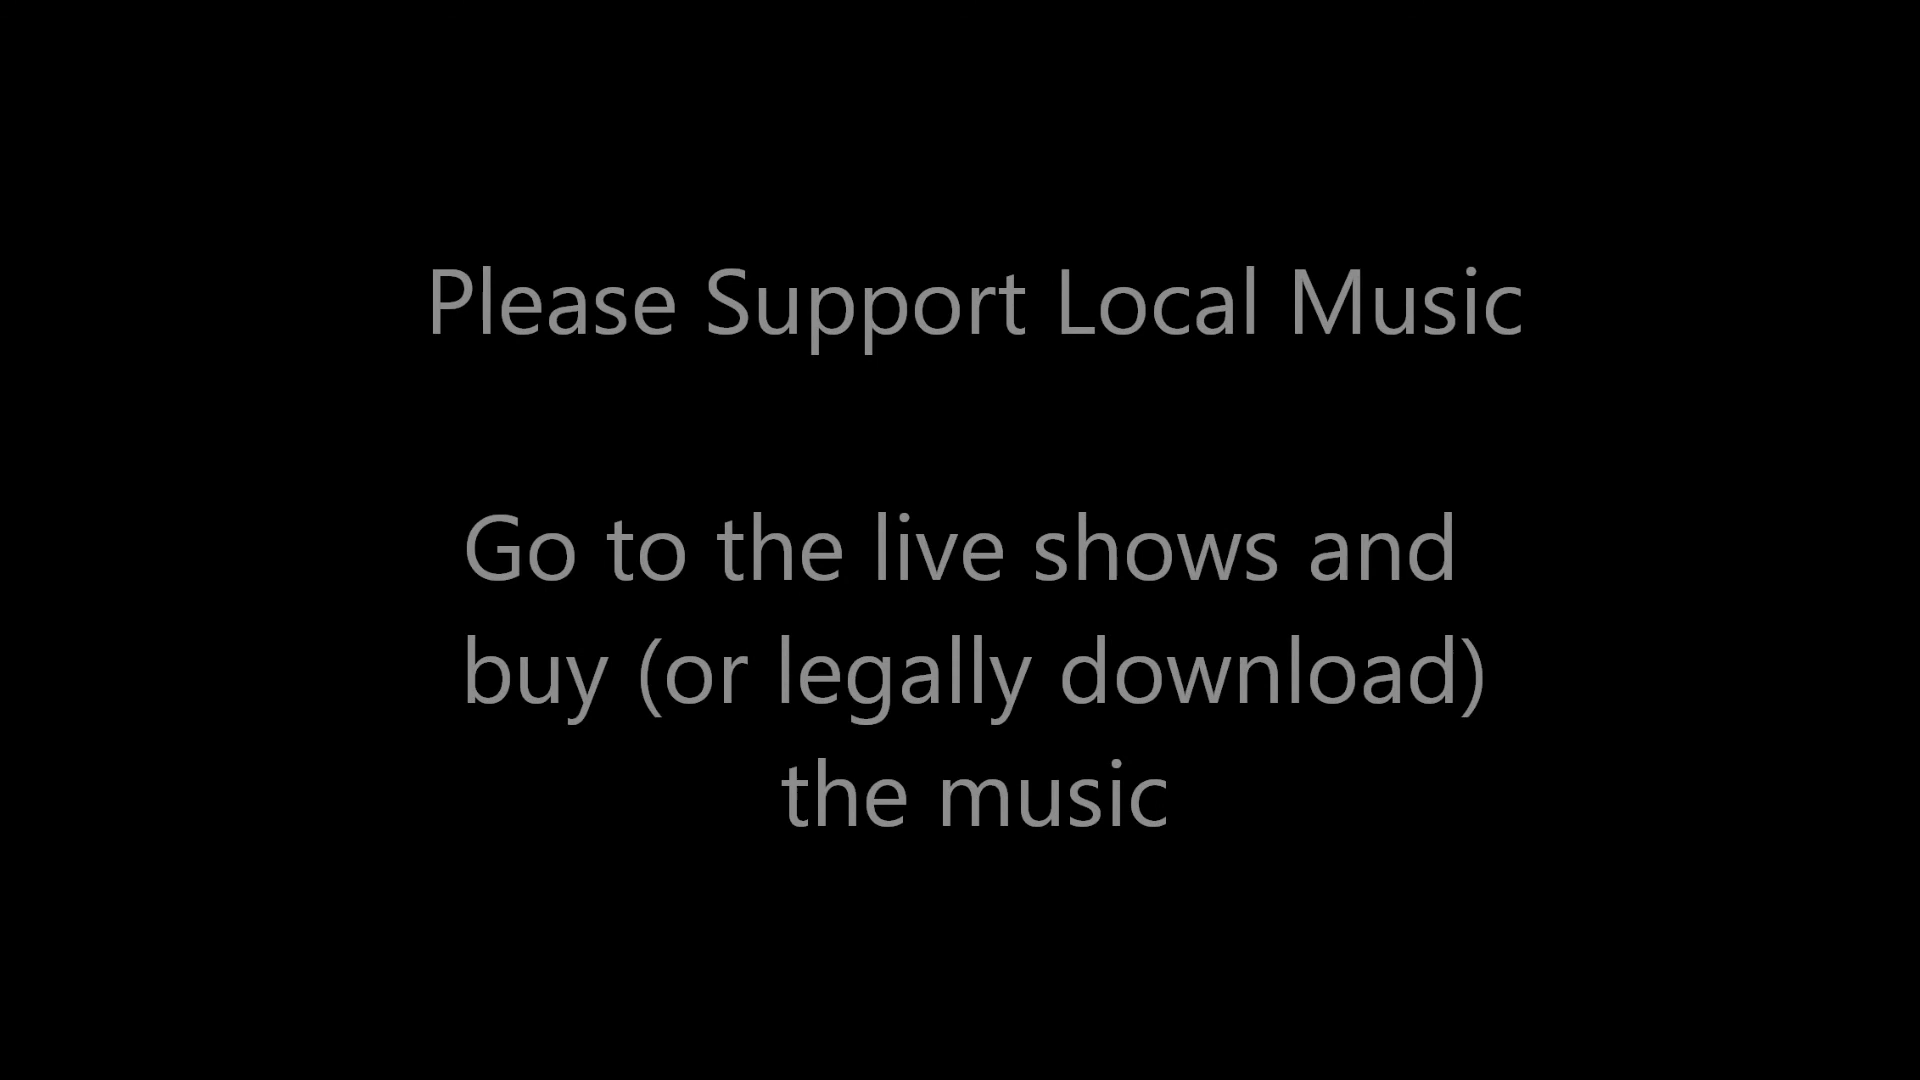 Please Support Local Music
Go to the live shows and
buy (or legally download)
the music